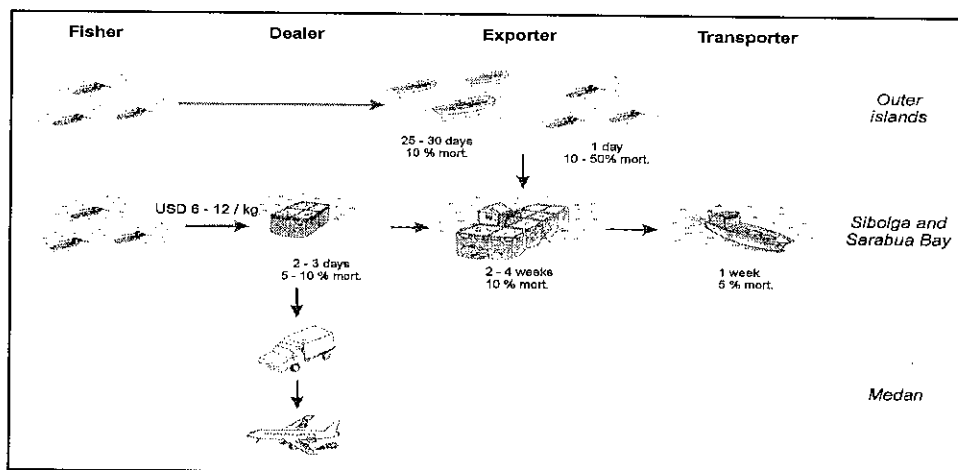 Fisher Dealer Exporter Transporter
Outer
islands
25 - 30 days
10 % mort.
1 day
10 - 50% mort.
USD 6 - 12 / kg
Sibolga and
Sarabua Bay
2 - 3 days
5 - 10 % mort.
2 - 4 weeks
10 % mort.
1 week
5 % mort.
Medan